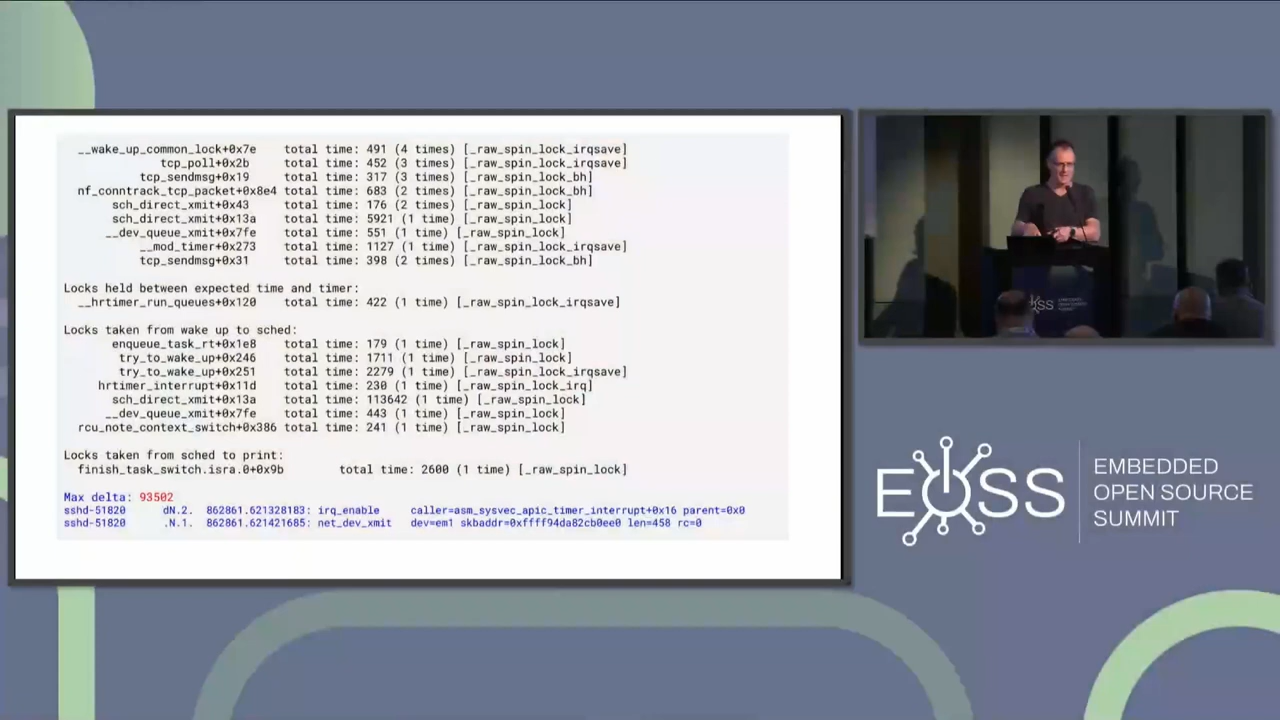 __wake_up_common_lock+0x7e total time: 491 (4 times) [_raw_spin_lock_irqsave]
tcp_poll+0x2b total time: 452 (3 times) [_raw_spin_lock_irqsave]
tcp_sendmsg+0x19 total time: 317 (3 times) [_raw_spin_lock_bh]
nf_conntrack_tcp_packet+0x8e4 total time: 683 (2 times) [_raw_spin_lock_bh]
sch_direct_xmit+0x43 total time: 176 (2 times) [_raw_spin_lock]
sch_direct_xmit+0x13a total time: 5921 (1 time) [_raw_spin_lock]
__dev_queue_xmit+0x7fe total time: 551 (1 time) [_raw_spin_lock]
__mod_timer+0x273 total time: 1127 (1 time) [_raw_spin_lock_irqsave]
tcp_sendmsg+0x31 total time: 398 (2 times) [_raw_spin_lock_bh]
Locks held between expected time and timer:
__hrtimer_run_queues+0x120 total time: 422 (1 time) [_raw_spin_lock_irqsave]
Locks taken from wake up to sched:
enqueue_task_rt+0x1e8 total time: 179 (1 time) [_raw_spin_lock]
try_to_wake_up+0x246 total time: 1711 (1 time) [_raw_spin_lock]
try_to_wake_up+0x251 total time: 2279 (1 time) [_raw_spin_lock_irqsave]
hrtimer_interrupt+0x11d total time: 230 (1 time) [_raw_spin_lock_irq]
sch_direct_xmit+0x13a total time: 113642 (1 time) [_raw_spin_lock]
__dev_queue_xmit+0x7fe total time: 443 (1 time) [_raw_spin_lock]
rcu_note_context_switch+0x386 total time: 241 (1 time) [_raw_spin_lock]
Locks taken from sched to print:
finish_task_switch.isra.0+0x9b total time: 2600 (1 time) [_raw_spin_lock]
Max delta: 93502
sshd-51820 dN.2. 862861.621328183: irq_enable caller=asm_sysvec_apic_timer_interrupt+0x16 parent=0x0
sshd-51820 .N.1. 862861.621421685: net_dev_xmit dev=em1 skbaddr=0xffff94da82cb0ee0 len=458 rc=0
EOSS
EMBEDDED
OPEN SOURCE
SUMMIT